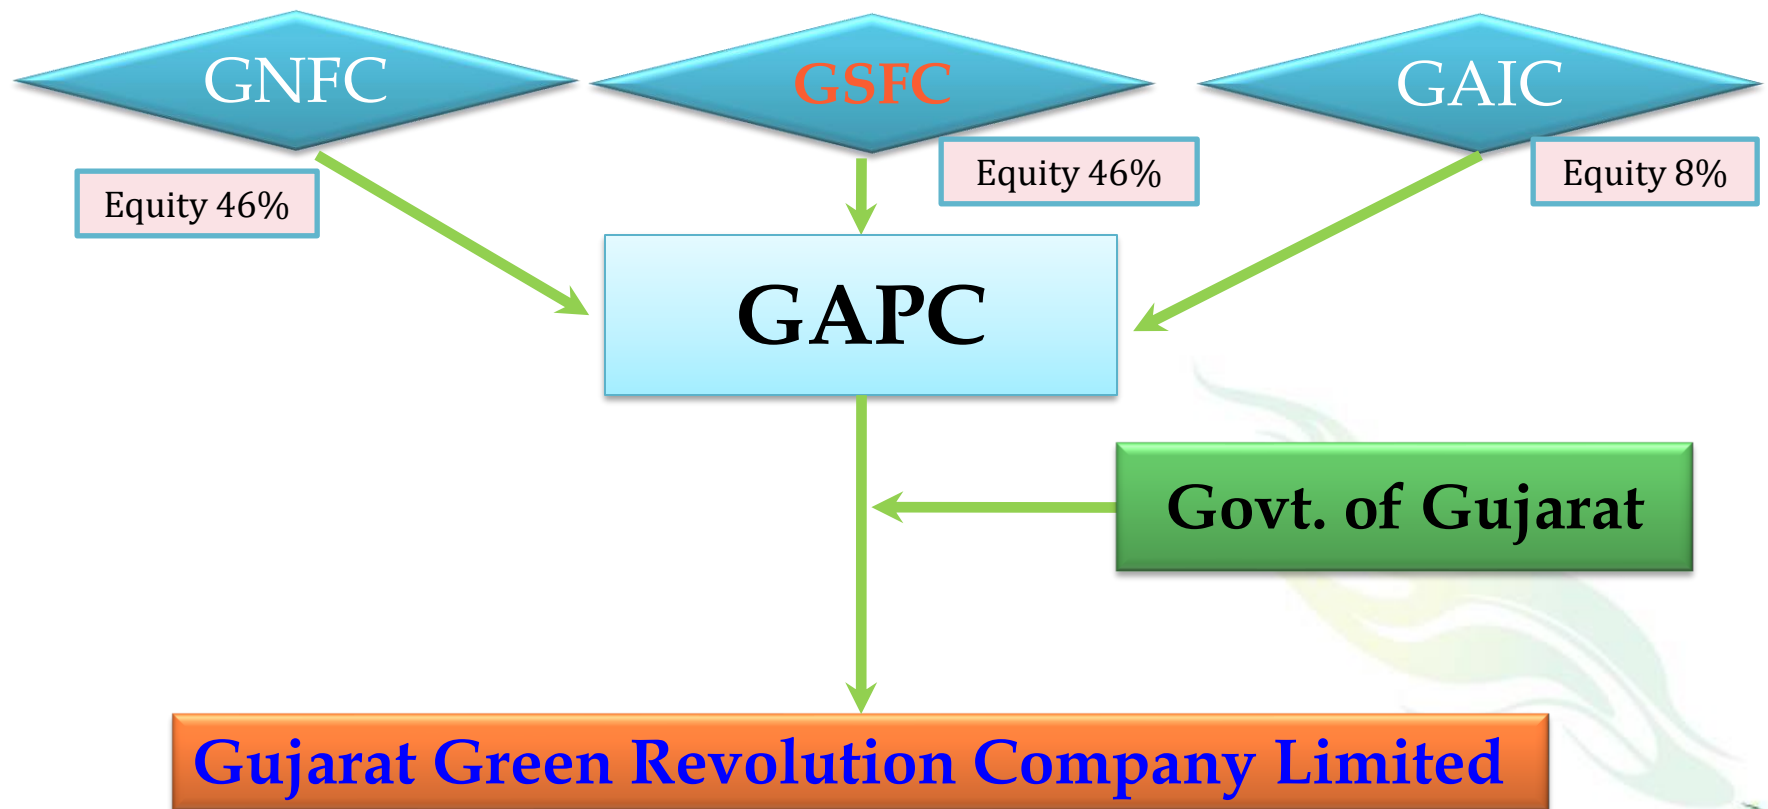 GNFC
GSFC
GAIC
Equity 46%
Equity 46%
Equity 8%
GAPC
Govt. of Gujarat
Gujarat Green Revolution Company Limited